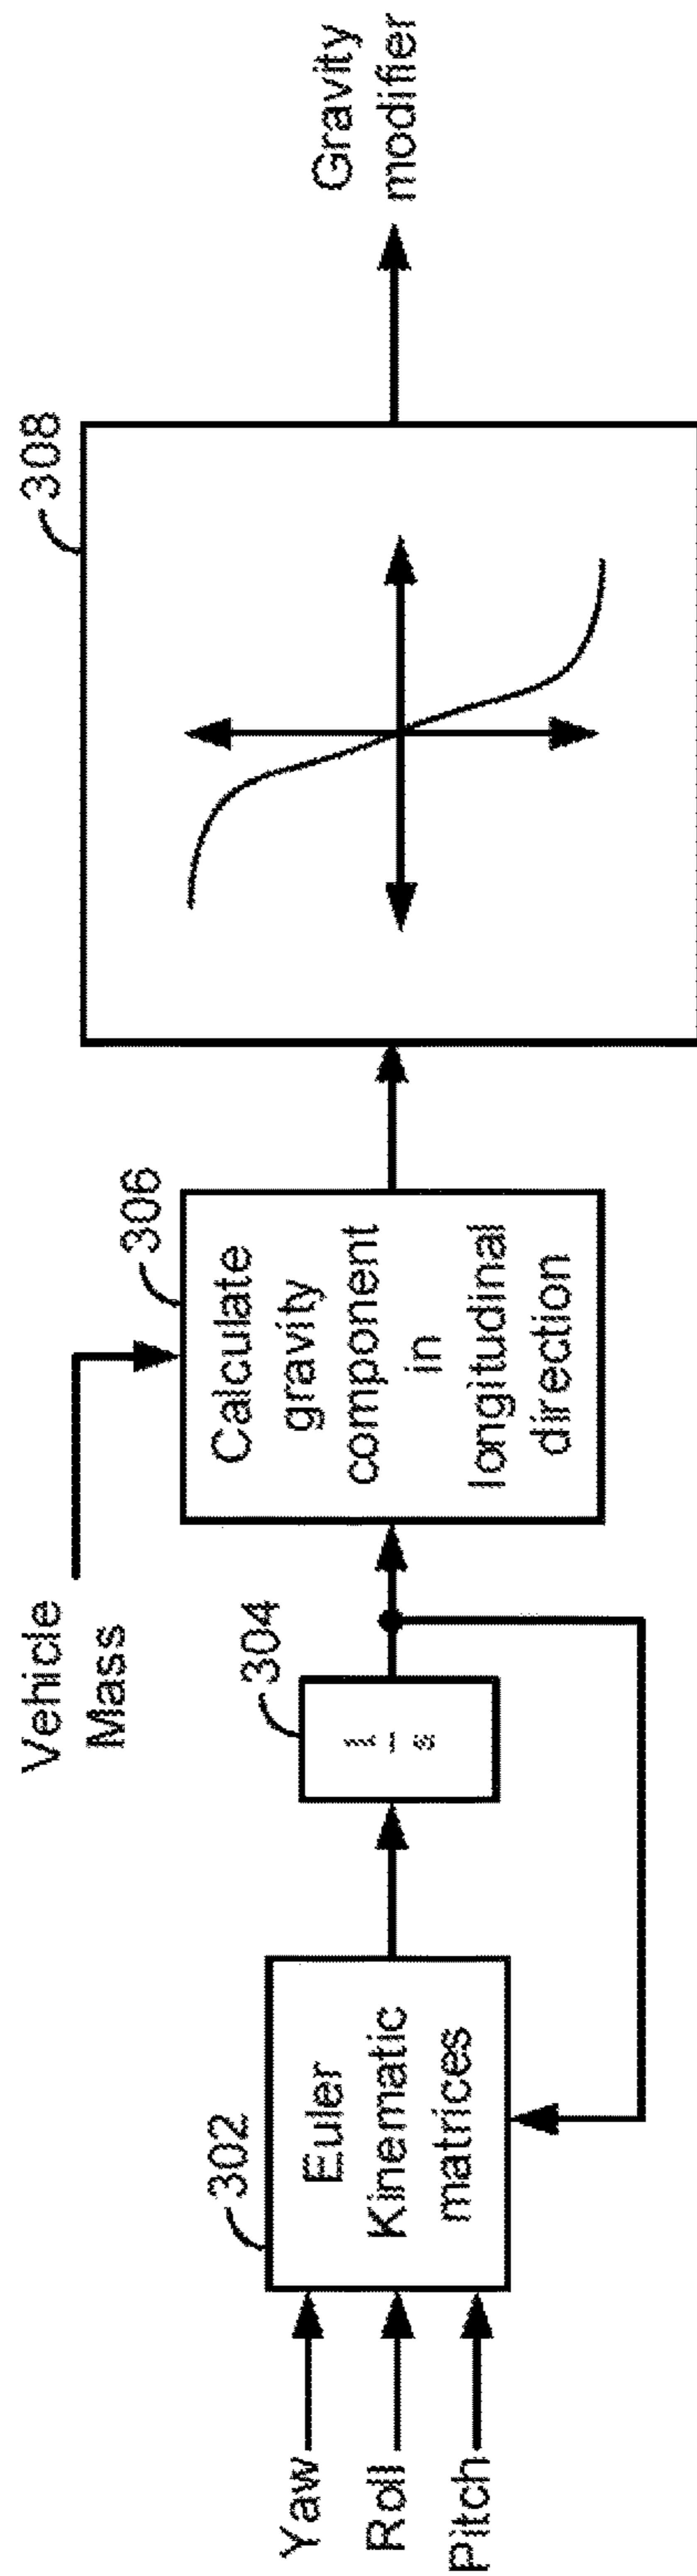 Yaw
Roll
Pitch
302
Euler
Kinematic
matrices
304
1
s
Vehicle
Mass
306
Calculate
gravity
component
in
longitudinal
direction
308
Gravity
modifier